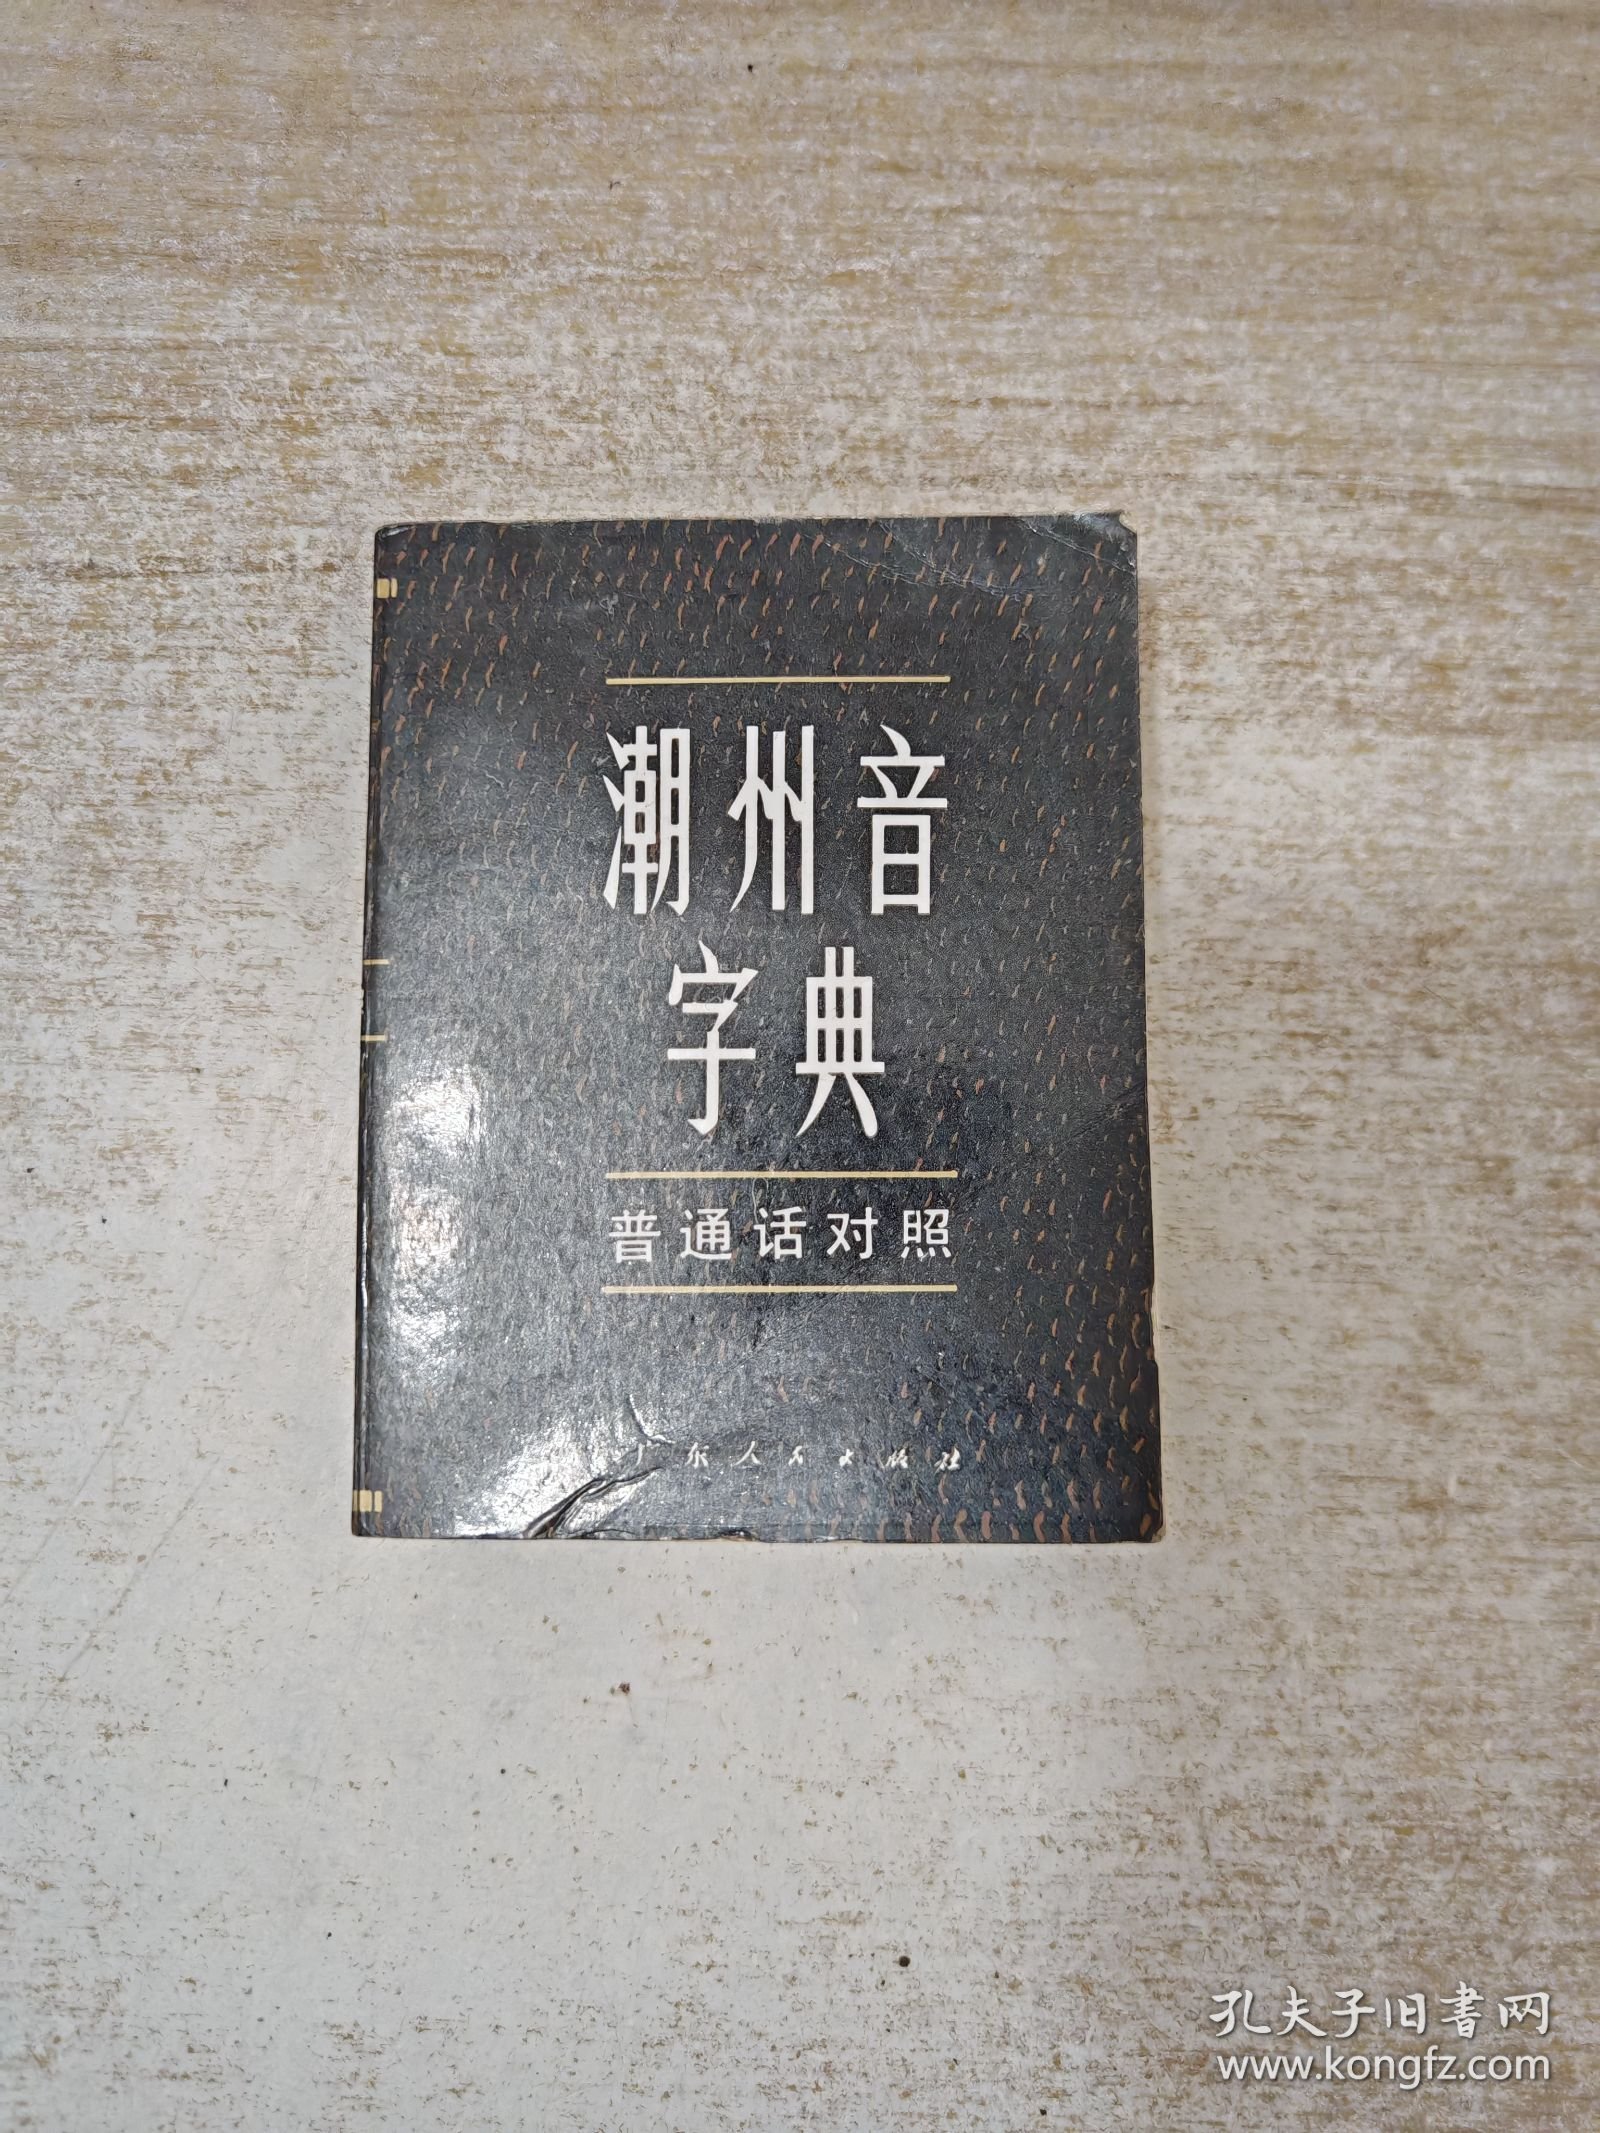 潮州音
字典
普通话对照
广东人民出版社
孔夫子旧書网
www.kongfz.com